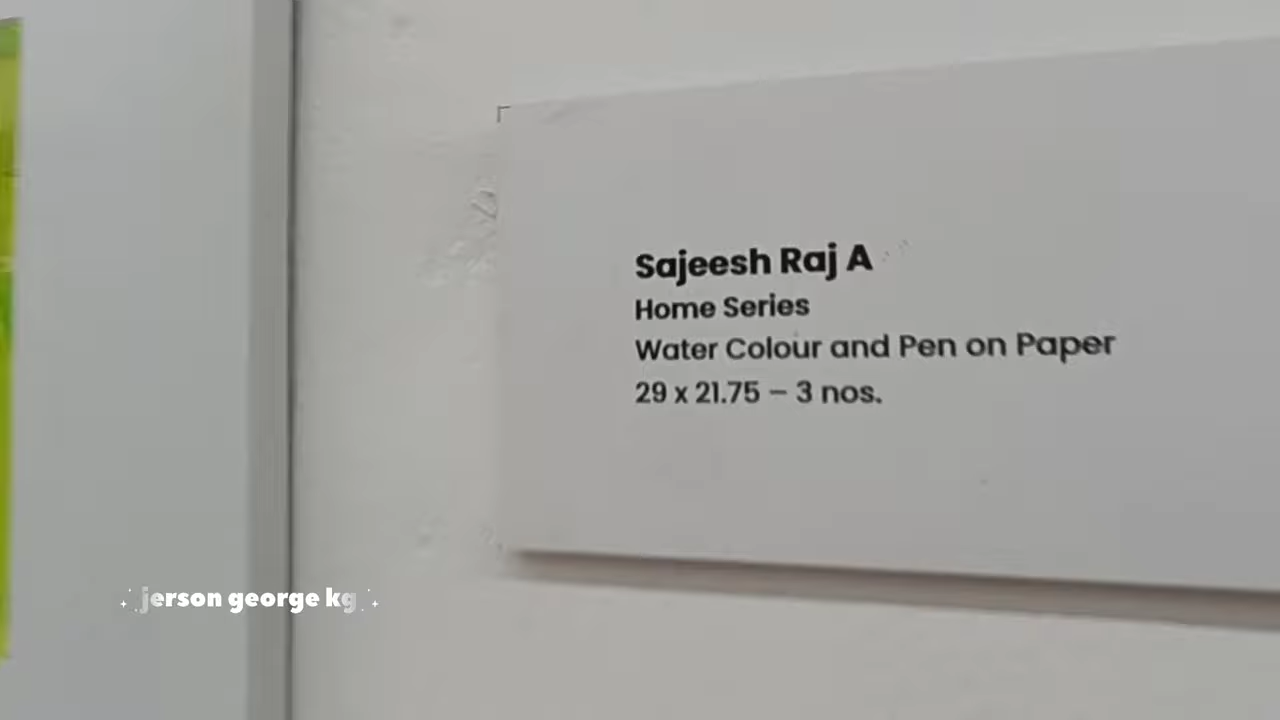 Sajeesh Raj A
Home Series
Water Colour and Pen on Paper
29 x 21.75 – 3 nos.
jerson george kg